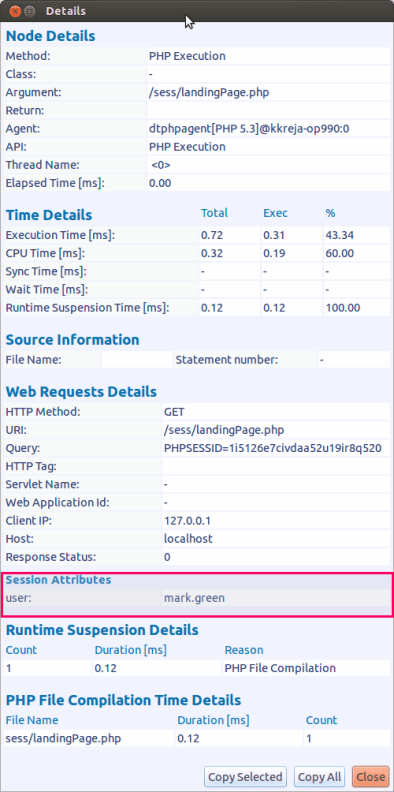 Details
Node Details
Method: PHP Execution
Class: -
Argument: /sess/landingPage.php
Return:
Agent: dtphpagent[PHP 5.3]@kkreja-op990:0
API: PHP Execution
Thread Name: <0>
Elapsed Time [ms]: 0.00
Time Details Total Exec %
Execution Time [ms]: 0.72 0.31 43.34
CPU Time [ms]: 0.32 0.19 60.00
Sync Time [ms]: - - -
Wait Time [ms]: - - -
Runtime Suspension Time [ms]: 0.12 0.12 100.00
Source Information
File Name: Statement number: -
Web Requests Details
HTTP Method: GET
URI: /sess/landingPage.php
Query: PHPSESSID=1i5126e7civdaa52u19ir8q520
HTTP Tag:
Servlet Name: -
Web Application Id: -
Client IP: 127.0.0.1
Host: localhost
Response Status: 0
Session Attributes
user: mark.green
Runtime Suspension Details
Count Duration [ms] Reason
1 0.12 PHP File Compilation
PHP File Compilation Time Details
File Name Duration [ms] Count
sess/landingPage.php 0.12 1
Copy Selected Copy All Close